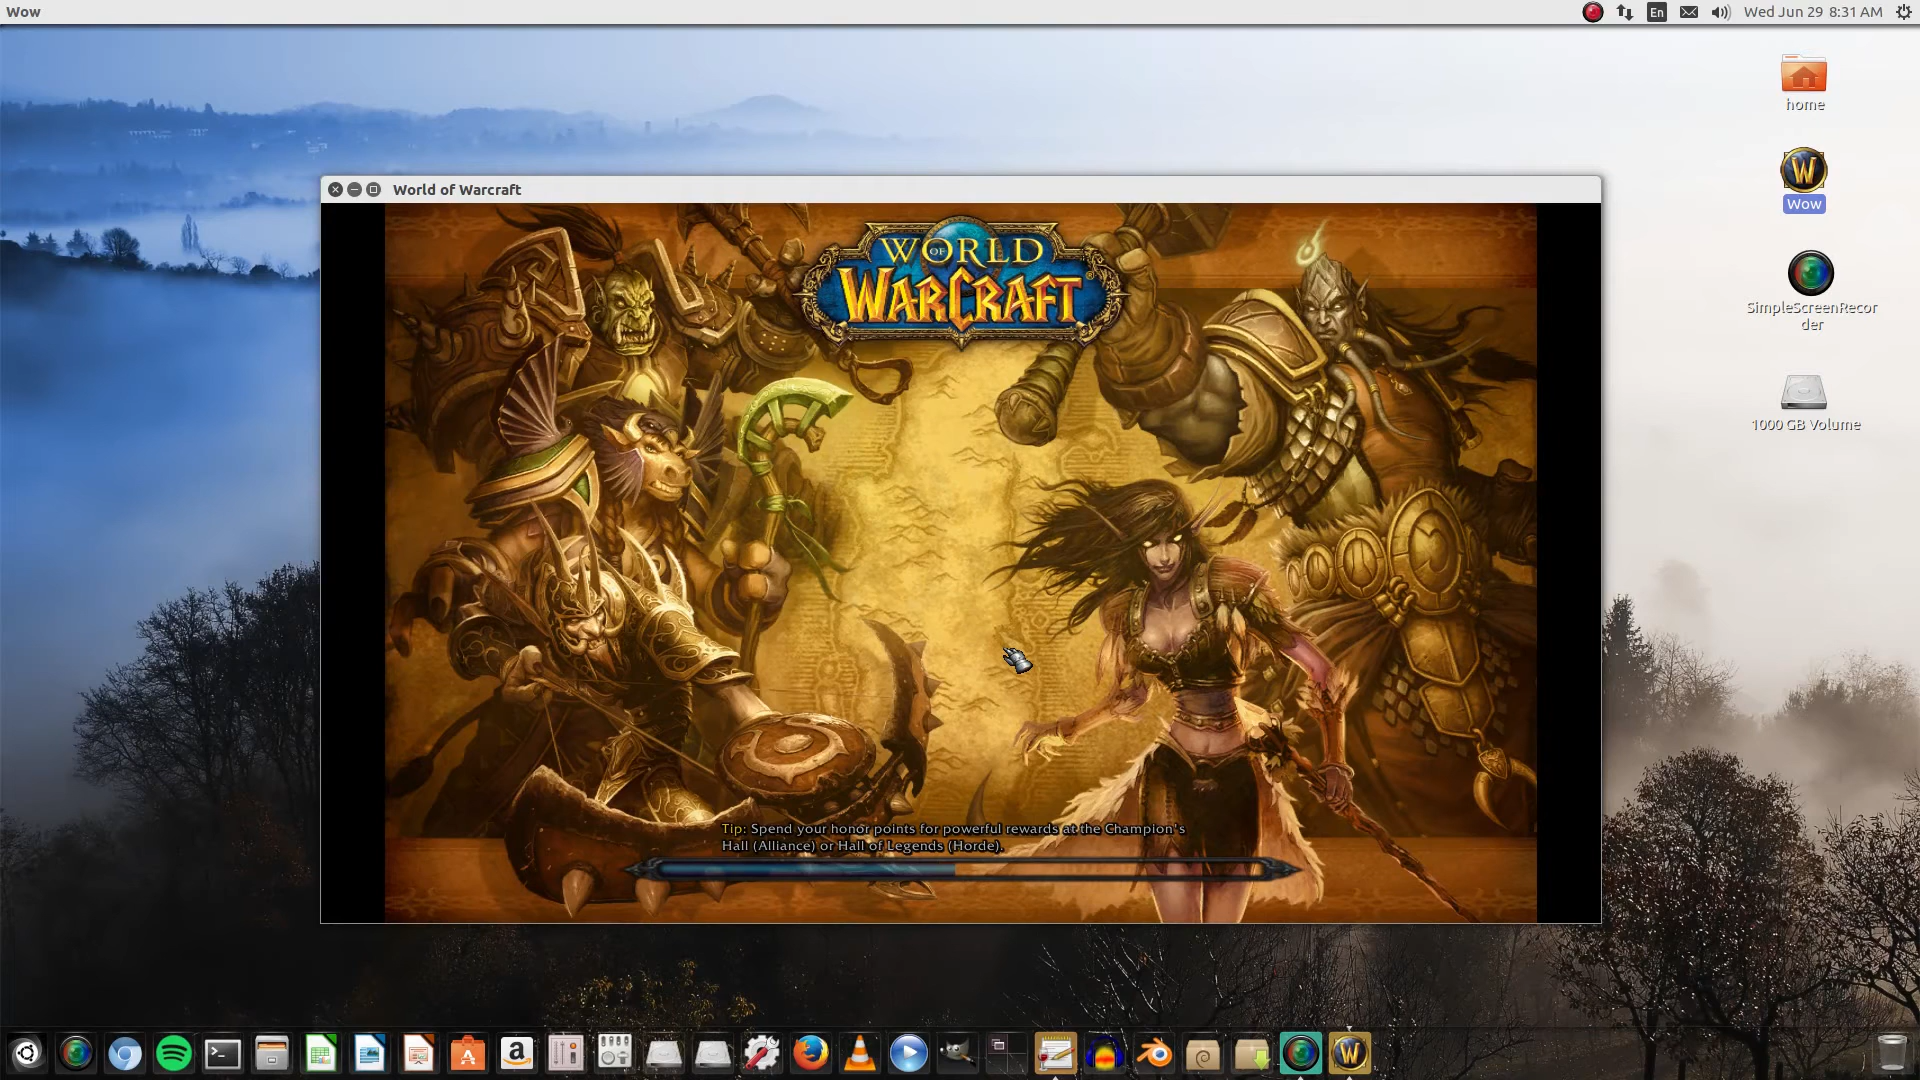 Wow
En
Wed Jun 29 8:31 AM
home
W
Wow
SimpleScreenRecor
der
1000 GB Volume
World of Warcraft
WORLD
OF
WARCRAFT
Tip: Spend your honor points for powerful rewards at the Champion's
Hall (Alliance) or Hall of Legends (Horde).
A
a
W